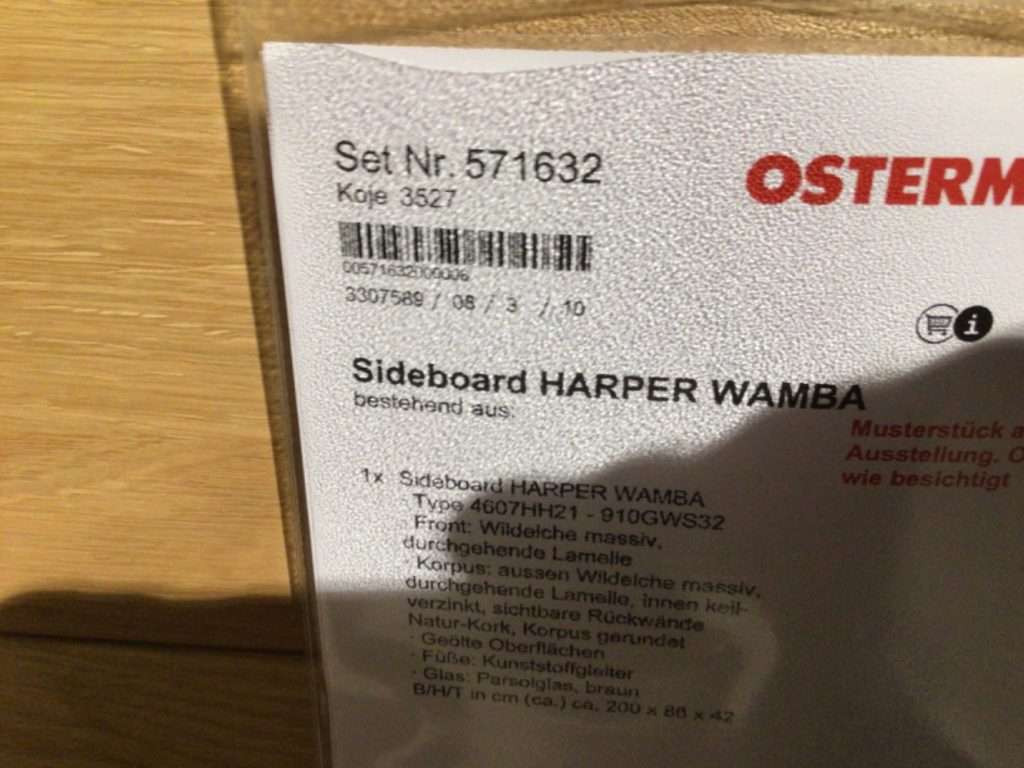 Set Nr. 571632
Koje 3527
OSTERM
00571632000006
3307589 / 08 / 3 / 10
i
Sideboard HARPER WAMBA
bestehend aus:
Musterstück a
Ausstellung. O
wie besichtigt
1x Sideboard HARPER WAMBA
· Type 4607HH21 - 910GWS32
· Front: Wildeiche massiv,
durchgehende Lamelle
· Korpus: aussen Wildeiche massiv,
durchgehende Lamelle, innen keil-
verzinkt, sichtbare Rückwände
Natur-Kork, Korpus gerundet
· Geölte Oberflächen
· Füße: Kunststoffgleiter
· Glas: Parsolglas, braun
B/H/T in cm (ca.) ca. 200 x 86 x 42